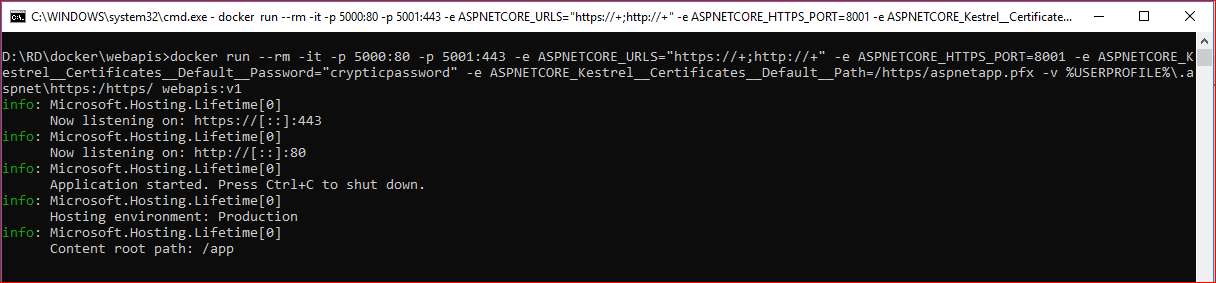 C:\WINDOWS\system32\cmd.exe - docker  run --rm -it -p 5000:80 -p 5001:443 -e ASPNETCORE_URLS="https://+;http://+" -e ASPNETCORE_HTTPS_PORT=8001 -e ASPNETCORE_Kestrel__Certificate...
D:\RD\docker\webapis>docker run --rm -it -p 5000:80 -p 5001:443 -e ASPNETCORE_URLS="https://+;http://+" -e ASPNETCORE_HTTPS_PORT=8001 -e ASPNETCORE_K
estrel__Certificates__Default__Password="crypticpassword" -e ASPNETCORE_Kestrel__Certificates__Default__Path=/https/aspnetapp.pfx -v %USERPROFILE%\.a
spnet\https:/https/ webapis:v1
info: Microsoft.Hosting.Lifetime[0]
      Now listening on: https://[::]:443
info: Microsoft.Hosting.Lifetime[0]
      Now listening on: http://[::]:80
info: Microsoft.Hosting.Lifetime[0]
      Application started. Press Ctrl+C to shut down.
info: Microsoft.Hosting.Lifetime[0]
      Hosting environment: Production
info: Microsoft.Hosting.Lifetime[0]
      Content root path: /app